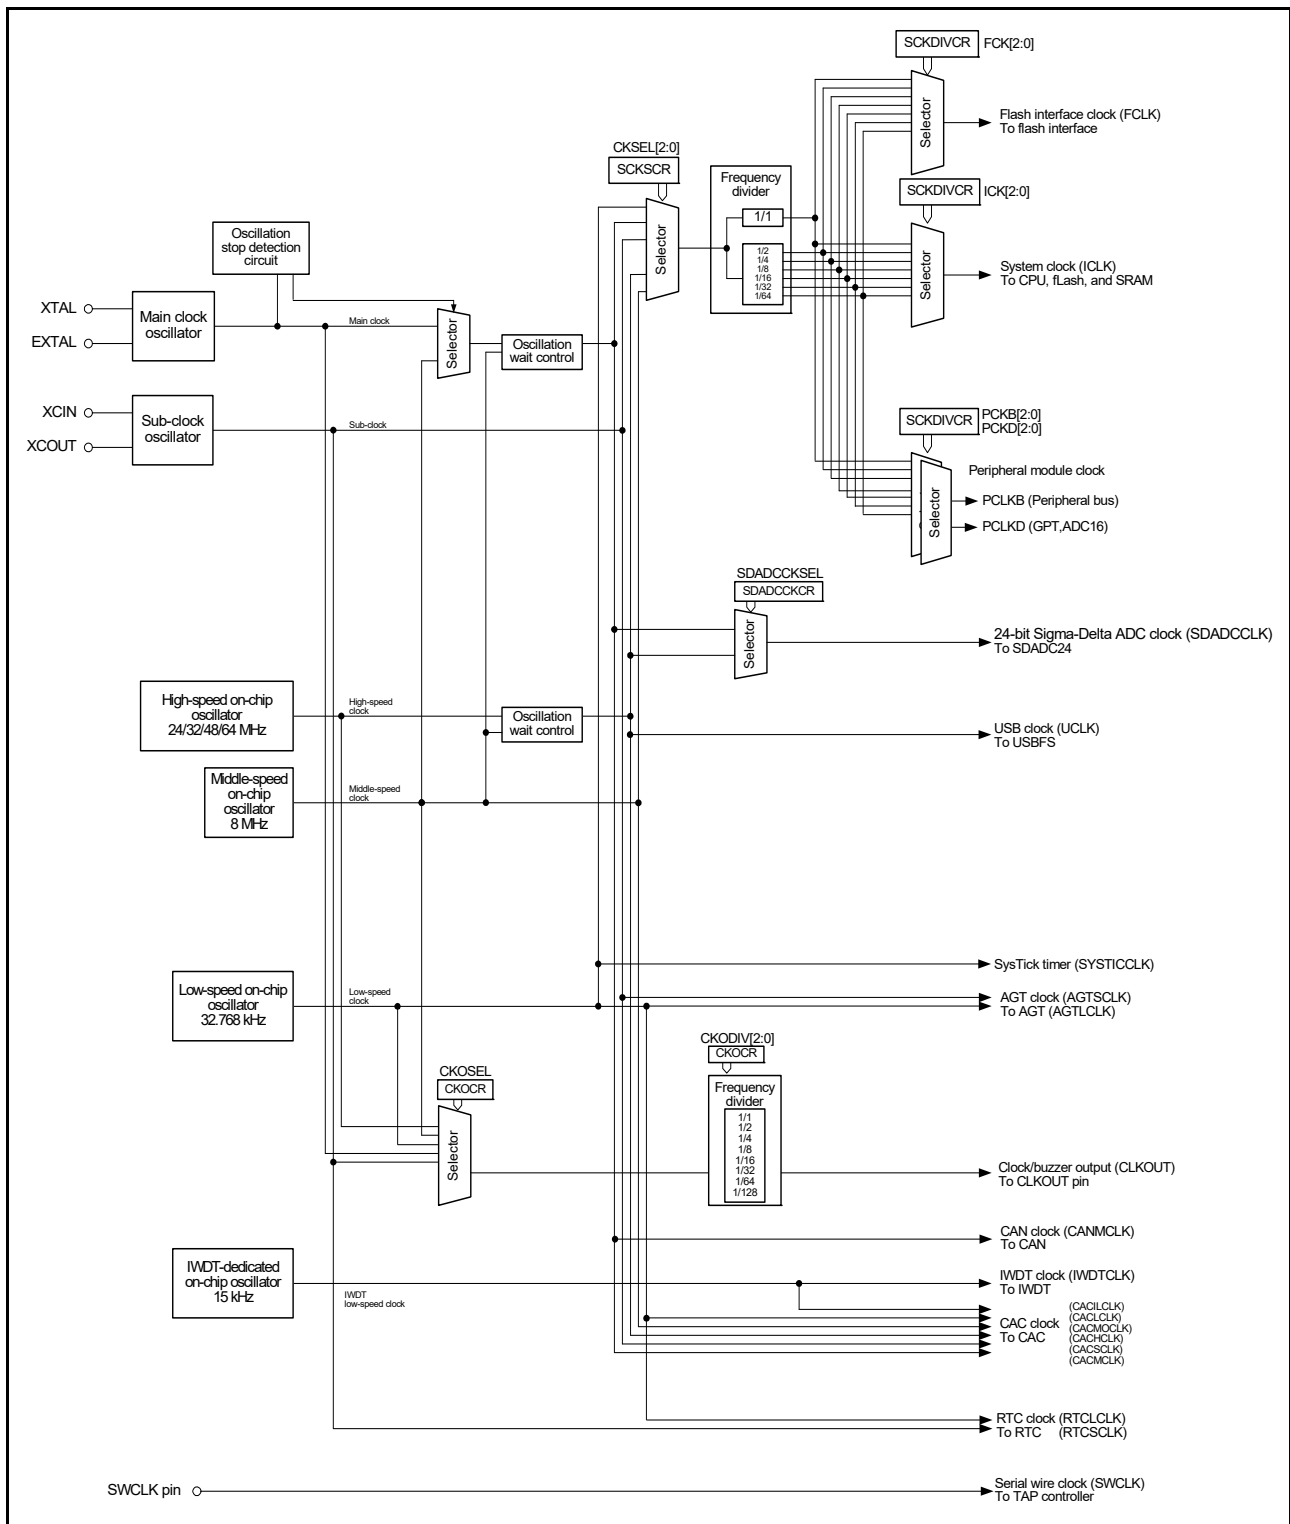 SCKDIVCR FCK[2:0]
Selector
Flash interface clock (FCLK)
To flash interface
CKSEL[2:0]
SCKSCR
Selector
Frequency
divider
1/1
1/2
1/4
1/8
1/16
1/32
1/64
SCKDIVCR ICK[2:0]
Selector
System clock (ICLK)
To CPU, fLash, and SRAM
Oscillation
stop detection
circuit
XTAL
EXTAL
Main clock
oscillator
Main clock
Selector
Oscillation
wait control
XCIN
XCOUT
Sub-clock
oscillator
Sub-clock
SCKDIVCR
PCKB[2:0]
PCKD[2:0]
Selector
Peripheral module clock
PCLKB (Peripheral bus)
PCLKD (GPT,ADC16)
SDADCCKSEL
SDADCCKCR
Selector
24-bit Sigma-Delta ADC clock (SDADCCLK)
To SDADC24
High-speed on-chip
oscillator
24/32/48/64 MHz
High-speed
clock
Oscillation
wait control
USB clock (UCLK)
To USBFS
Middle-speed
on-chip
oscillator
8 MHz
Middle-speed
clock
SysTick timer (SYSTICCLK)
Low-speed on-chip
oscillator
32.768 kHz
Low-speed
clock
AGT clock (AGTSCLK)
To AGT (AGTLCLK)
CKOSEL
CKOCR
Selector
CKODIV[2:0]
CKOCR
Frequency
divider
1/1
1/2
1/4
1/8
1/16
1/32
1/64
1/128
Clock/buzzer output (CLKOUT)
To CLKOUT pin
CAN clock (CANMCLK)
To CAN
IWDT-dedicated
on-chip oscillator
15 kHz
IWDT
low-speed clock
IWDT clock (IWDTCLK)
To IWDT
CAC clock
To CAC
(CACILCLK)
(CACLCLK)
(CACMOCLK)
(CACHCLK)
(CACSCLK)
(CACMCLK)
RTC clock (RTCLCLK)
To RTC (RTCSCLK)
SWCLK pin
Serial wire clock (SWCLK)
To TAP controller